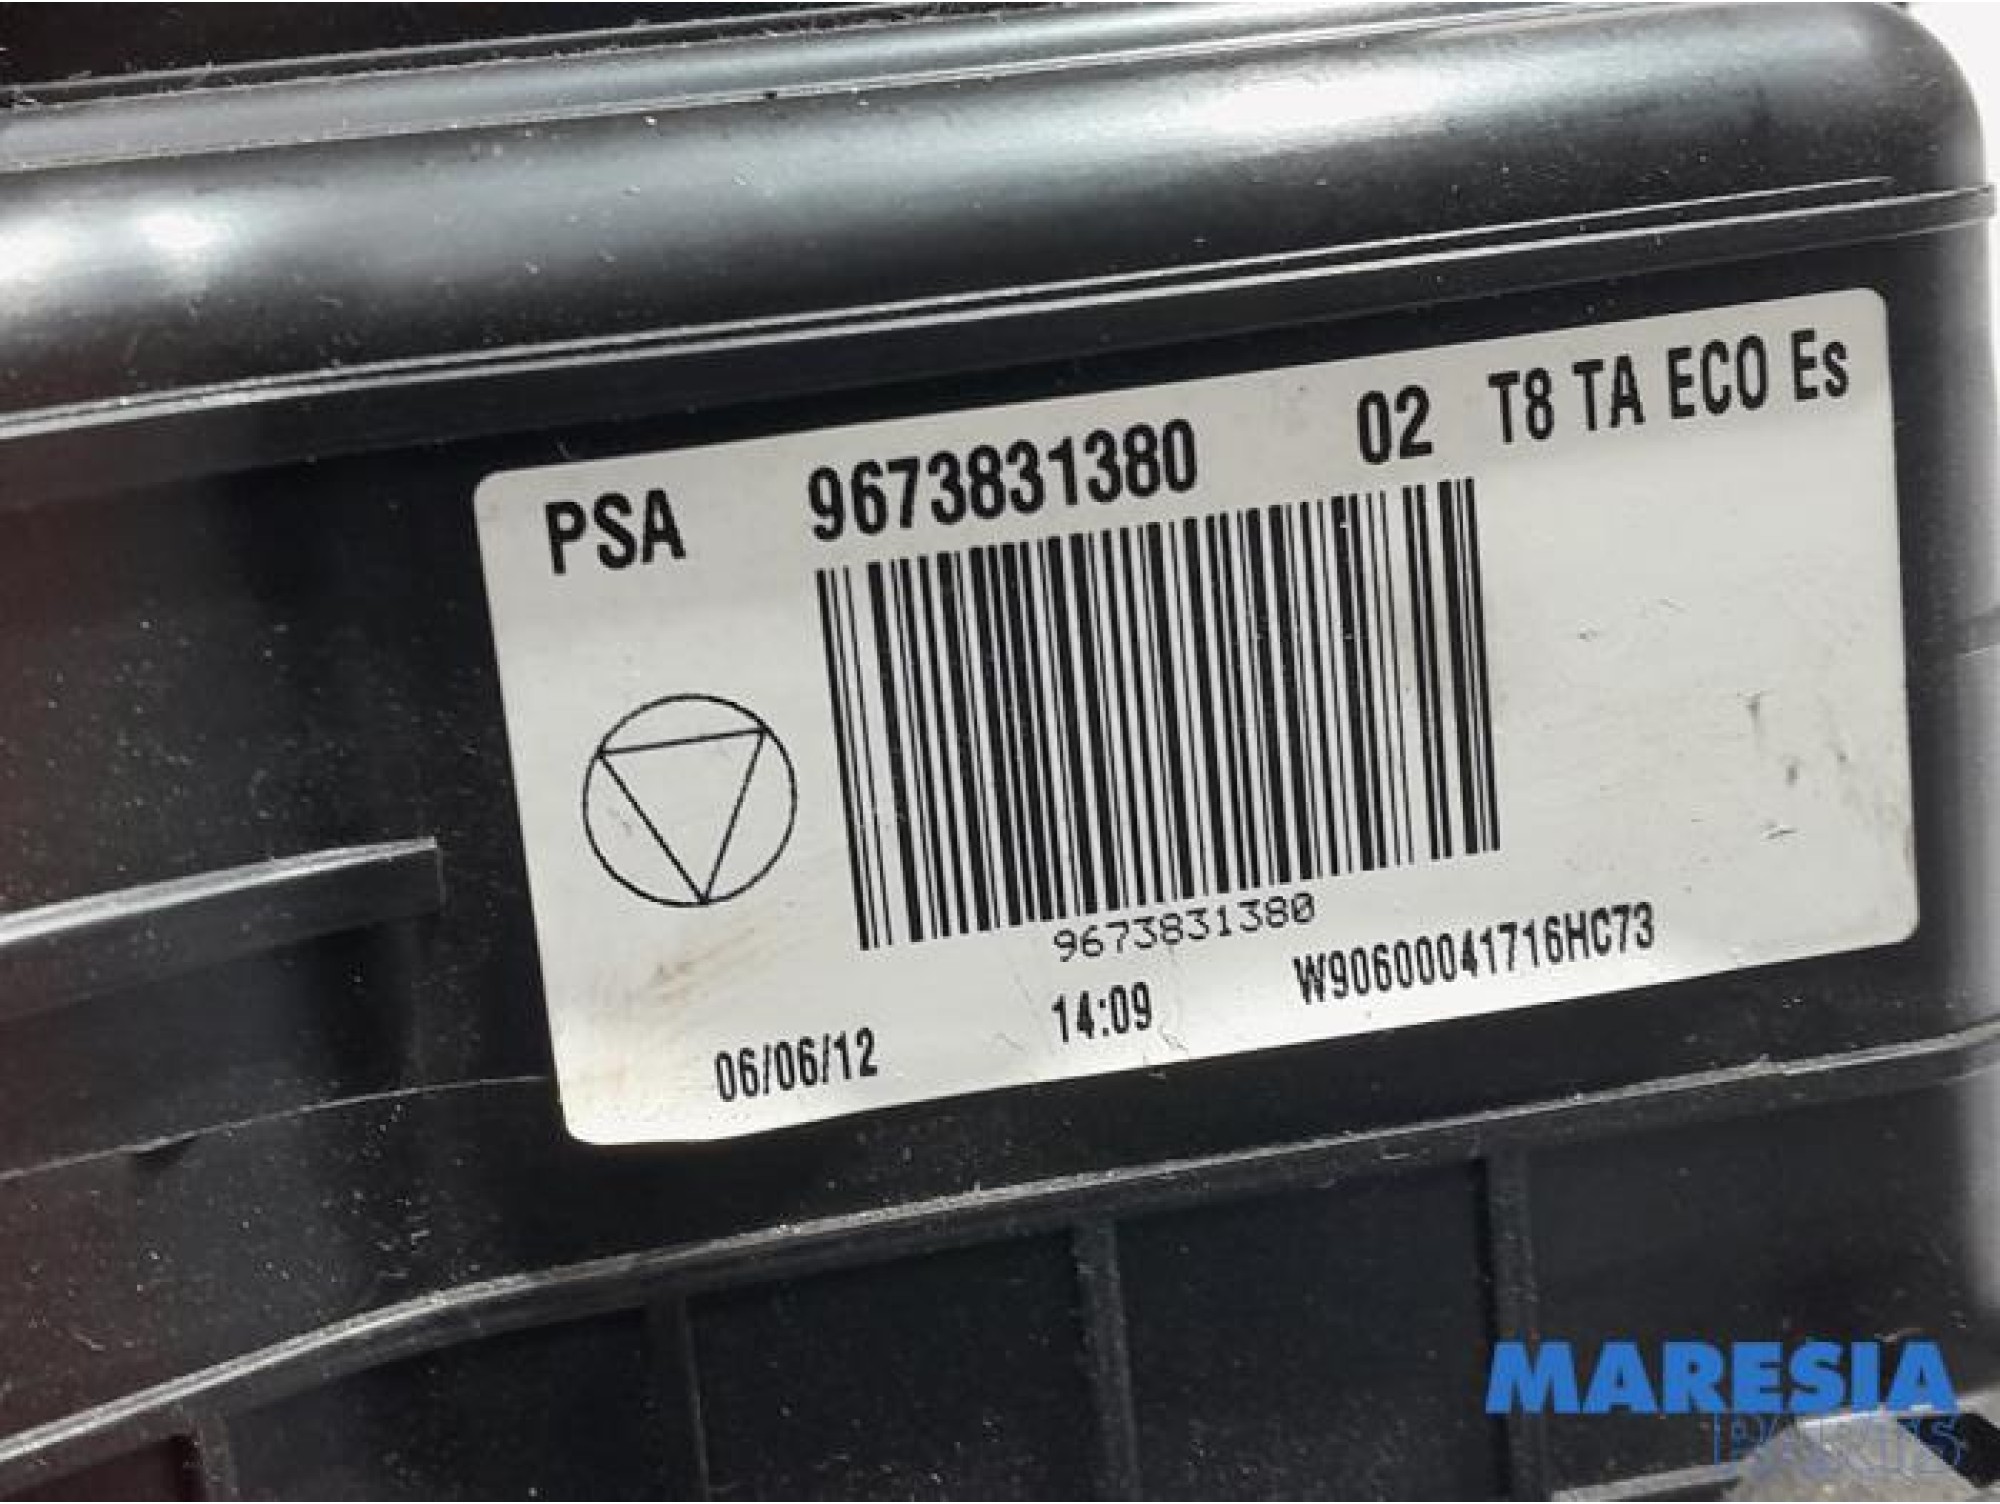 PSA 9673831380 02 T8 TA ECO Es
9673831380
06/06/12 14:09 W90600041716HC73
MARESIA
PARTS